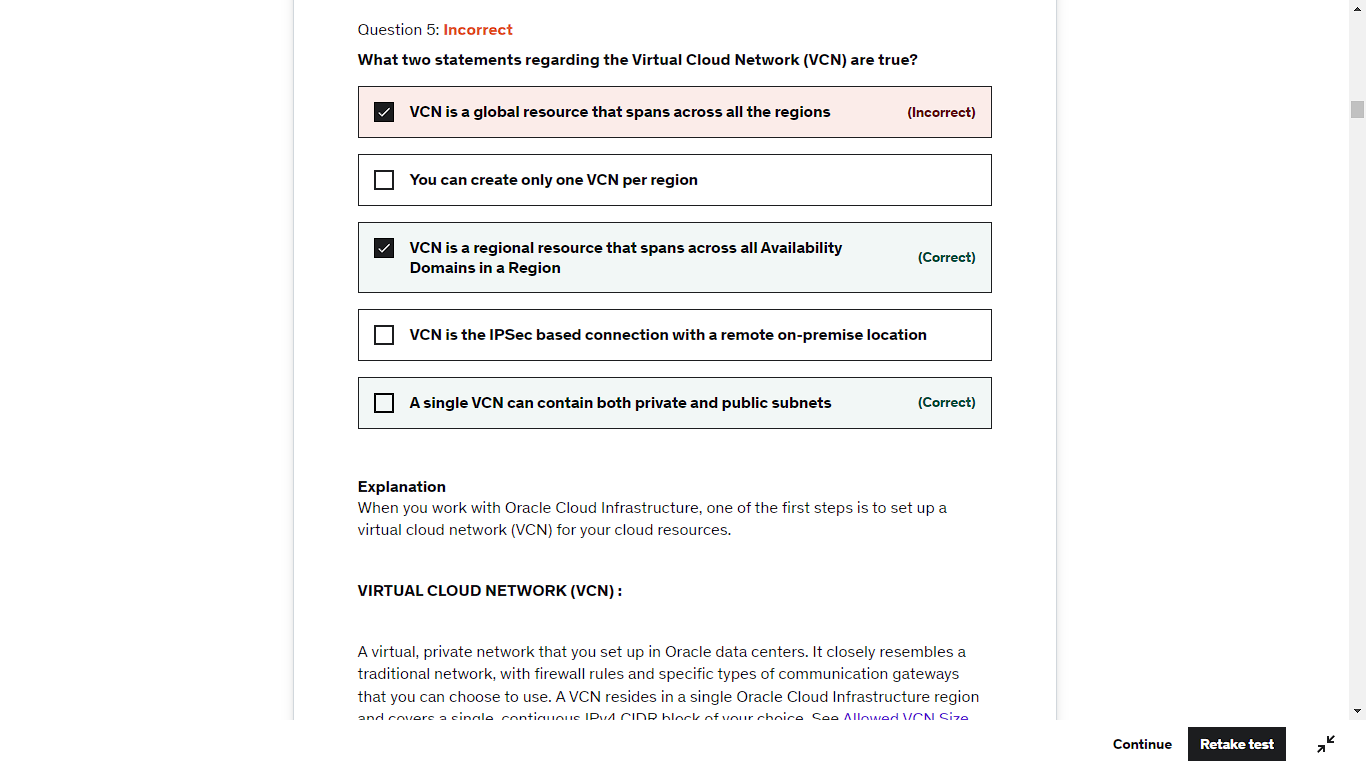 Question 5: Incorrect
What two statements regarding the Virtual Cloud Network (VCN) are true?
VCN is a global resource that spans across all the regions (Incorrect)
You can create only one VCN per region
VCN is a regional resource that spans across all Availability
Domains in a Region (Correct)
VCN is the IPSec based connection with a remote on-premise location
A single VCN can contain both private and public subnets (Correct)
Explanation
When you work with Oracle Cloud Infrastructure, one of the first steps is to set up a
virtual cloud network (VCN) for your cloud resources.
VIRTUAL CLOUD NETWORK (VCN) :
A virtual, private network that you set up in Oracle data centers. It closely resembles a
traditional network, with firewall rules and specific types of communication gateways
that you can choose to use. A VCN resides in a single Oracle Cloud Infrastructure region
and covers a single, contiguous IPv4 CIDR block of your choice. See Allowed VCN Size
Continue Retake test